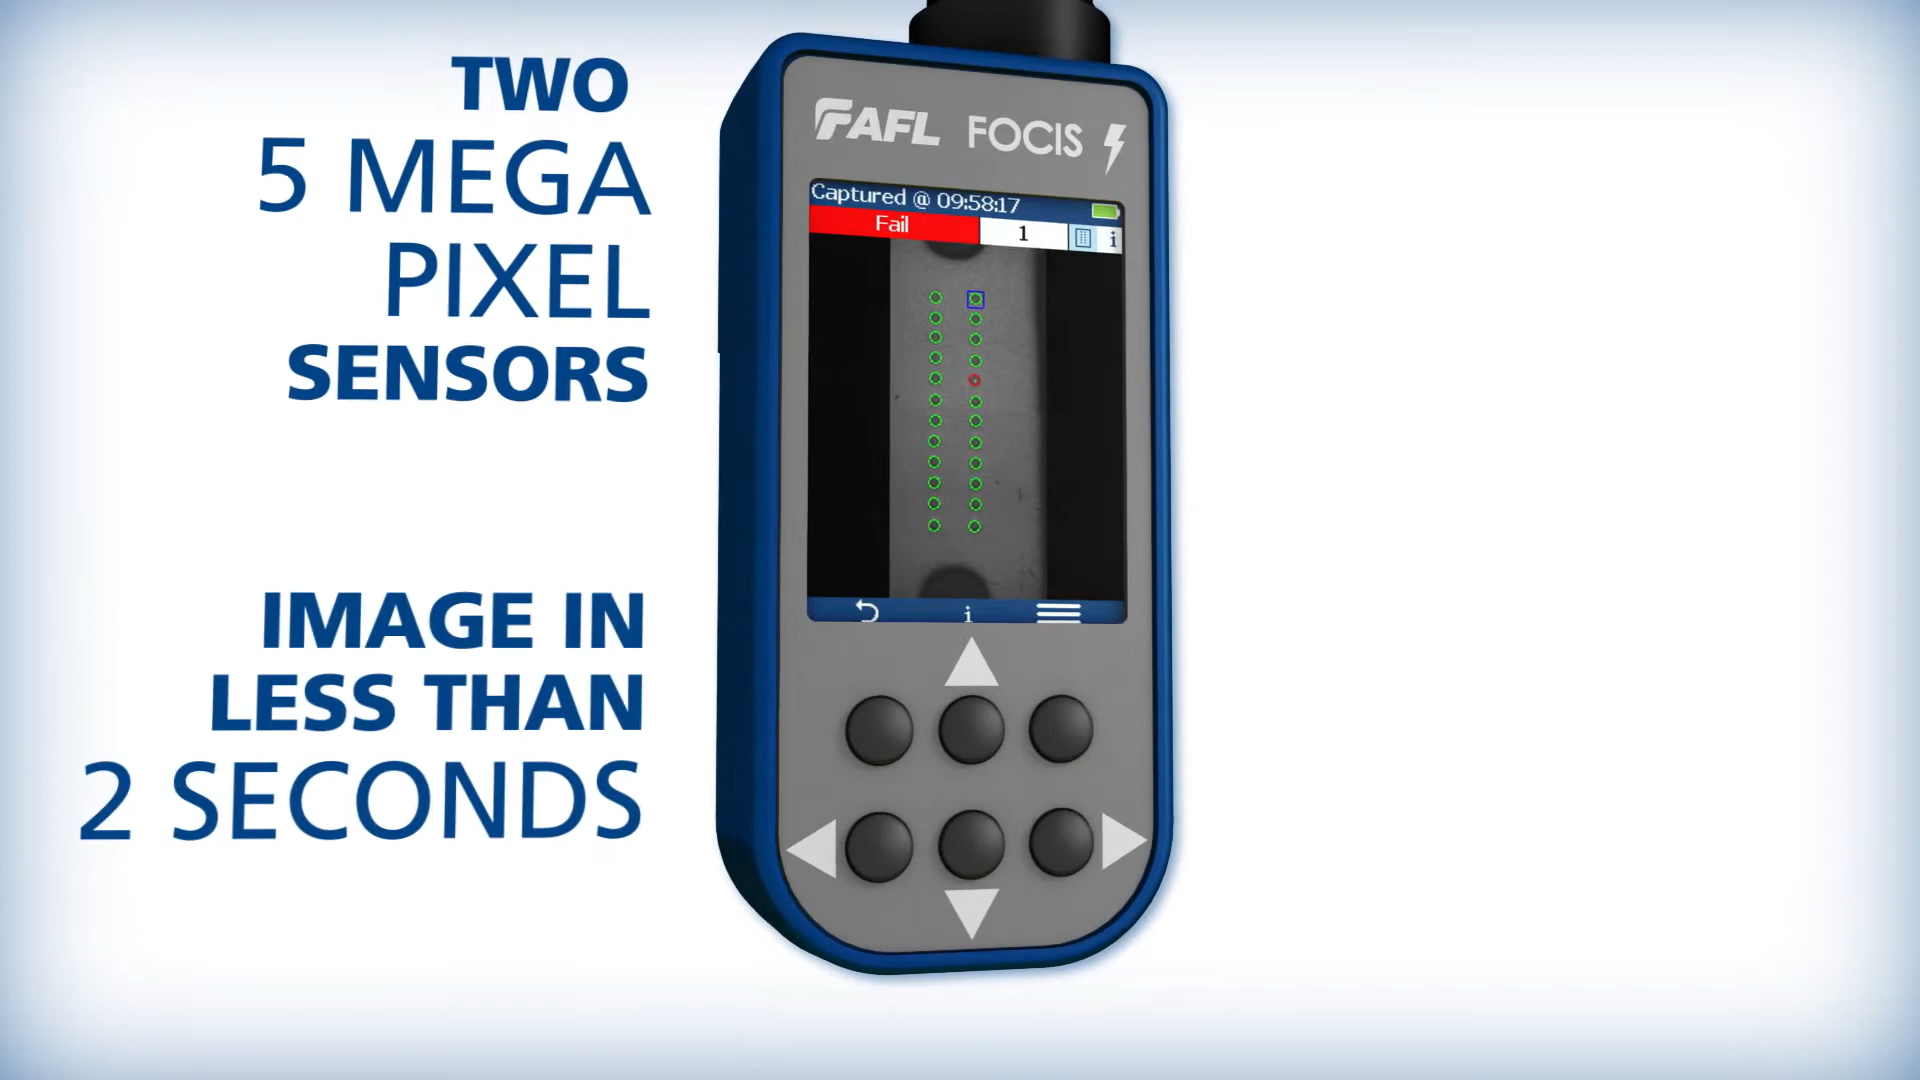 TWO
5 MEGA
PIXEL
SENSORS
IMAGE IN
LESS THAN
2 SECONDS
AFL FOCIS
Captured @ 09:58:17
Fail 1 i
i